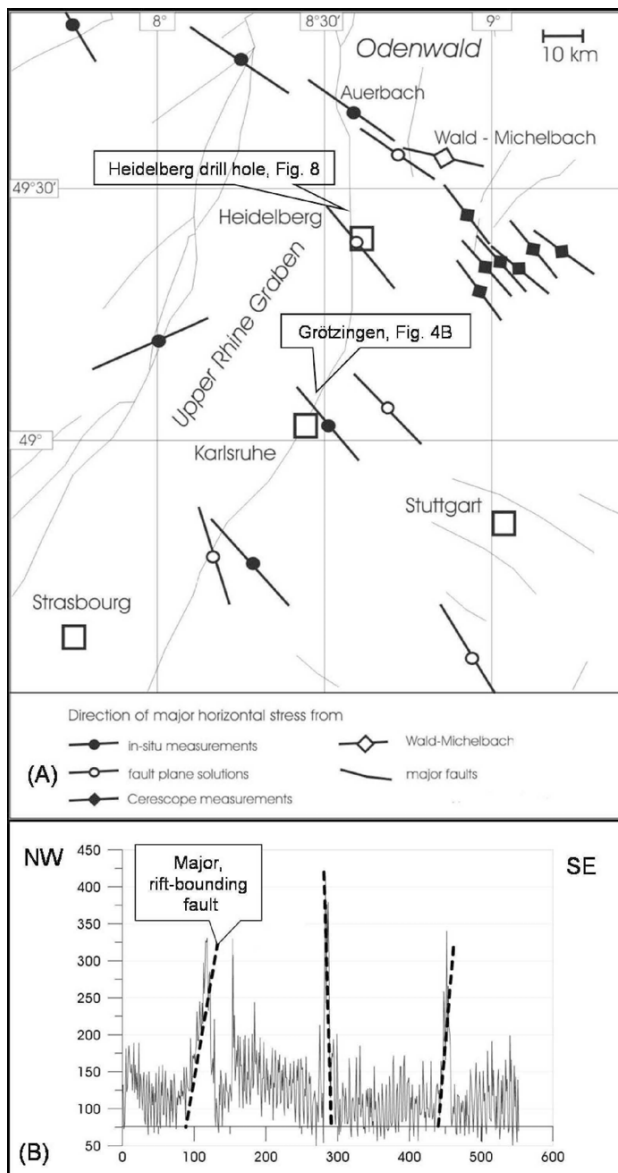 8°
8°30'
9°
Odenwald
10 km
Auerbach
Wald - Michelbach
Heidelberg drill hole, Fig. 8
49°30'
Heidelberg
Upper Rhine Graben
Grötzingen, Fig. 4B
49°
Karlsruhe
Stuttgart
Strasbourg
Direction of major horizontal stress from
in-situ measurements
Wald-Michelbach
fault plane solutions
major faults
(A)
Cerescope measurements
NW
450
SE
400
Major,
rift-bounding
fault
350
300
250
200
150
100
50
(B)
0
100
200
300
400
500
600